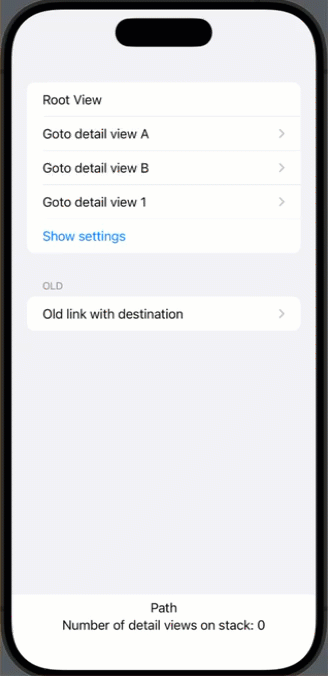 Root View
Goto detail view A
Goto detail view B
Goto detail view 1
Show settings
OLD
Old link with destination
Path
Number of detail views on stack: 0